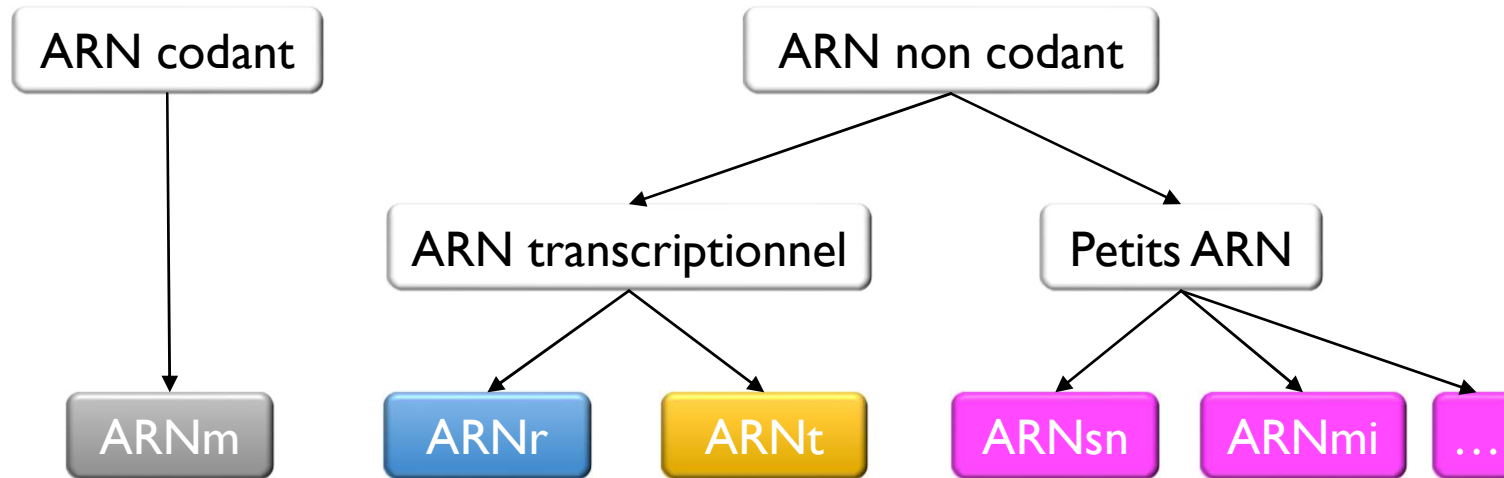 ARN codant
ARN non codant
ARN transcriptionnel
Petits ARN
ARNm
ARNr
ARNt
ARNsn
ARNmi
...